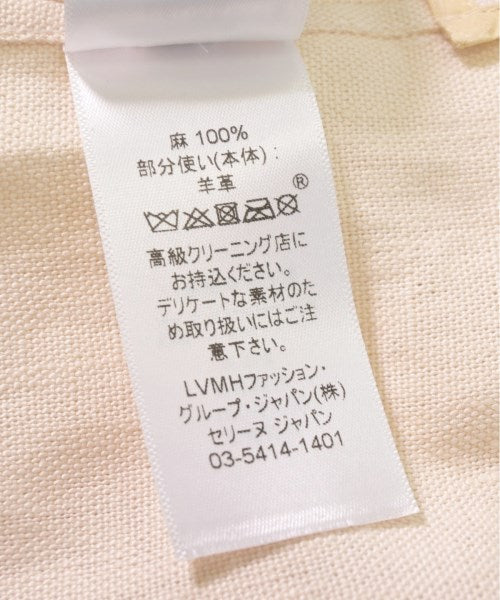 麻 100%
部分使い(本体):
羊革
®
高級クリーニング店に
お持込ください。
デリケートな素材のた
め取り扱いにはご注
意下さい。
LVMHファッション・
グループ・ジャパン(株)
セリーヌ ジャパン
03-5414-1401